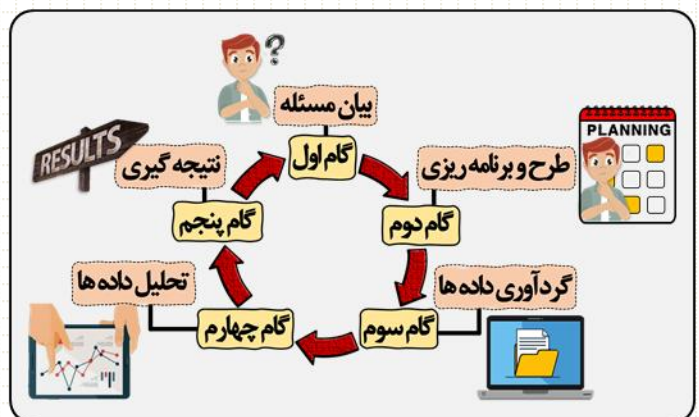 بیان مسئله
گام اول
PLANNING
طرح و برنامه ریزی
گام دوم
گردآوری داده ها
گام سوم
تحلیل داده ها
گام چهارم
نتیجه گیری
گام پنجم
RESULTS
?